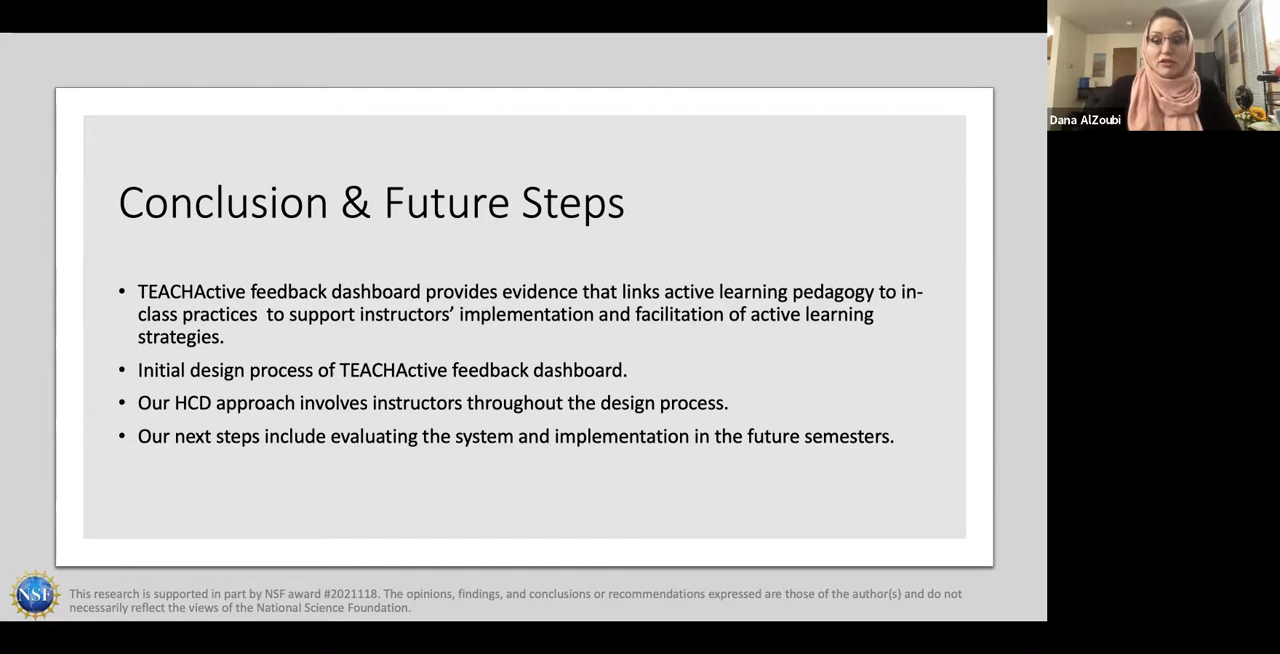 Dana AlZoubi
Conclusion & Future Steps
• TEACHActive feedback dashboard provides evidence that links active learning pedagogy to in-
class practices  to support instructors’ implementation and facilitation of active learning
strategies.
• Initial design process of TEACHActive feedback dashboard.
• Our HCD approach involves instructors throughout the design process.
• Our next steps include evaluating the system and implementation in the future semesters.
NSF
This research is supported in part by NSF award #2021118. The opinions, findings, and conclusions or recommendations expressed are those of the author(s) and do not
necessarily reflect the views of the National Science Foundation.